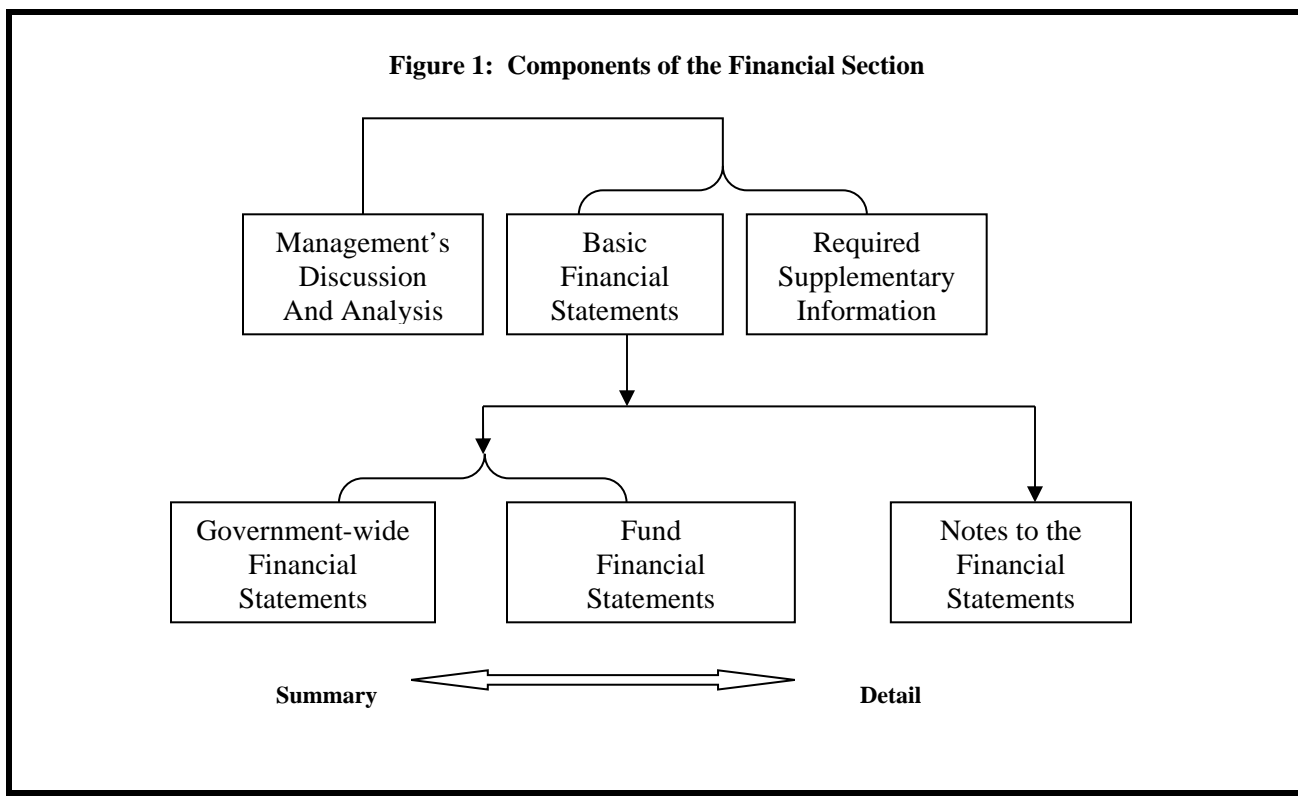 Figure 1: Components of the Financial Section
Management’s
Discussion
And Analysis
Basic
Financial
Statements
Required
Supplementary
Information
Government-wide
Financial
Statements
Fund
Financial
Statements
Notes to the
Financial
Statements
Summary
Detail